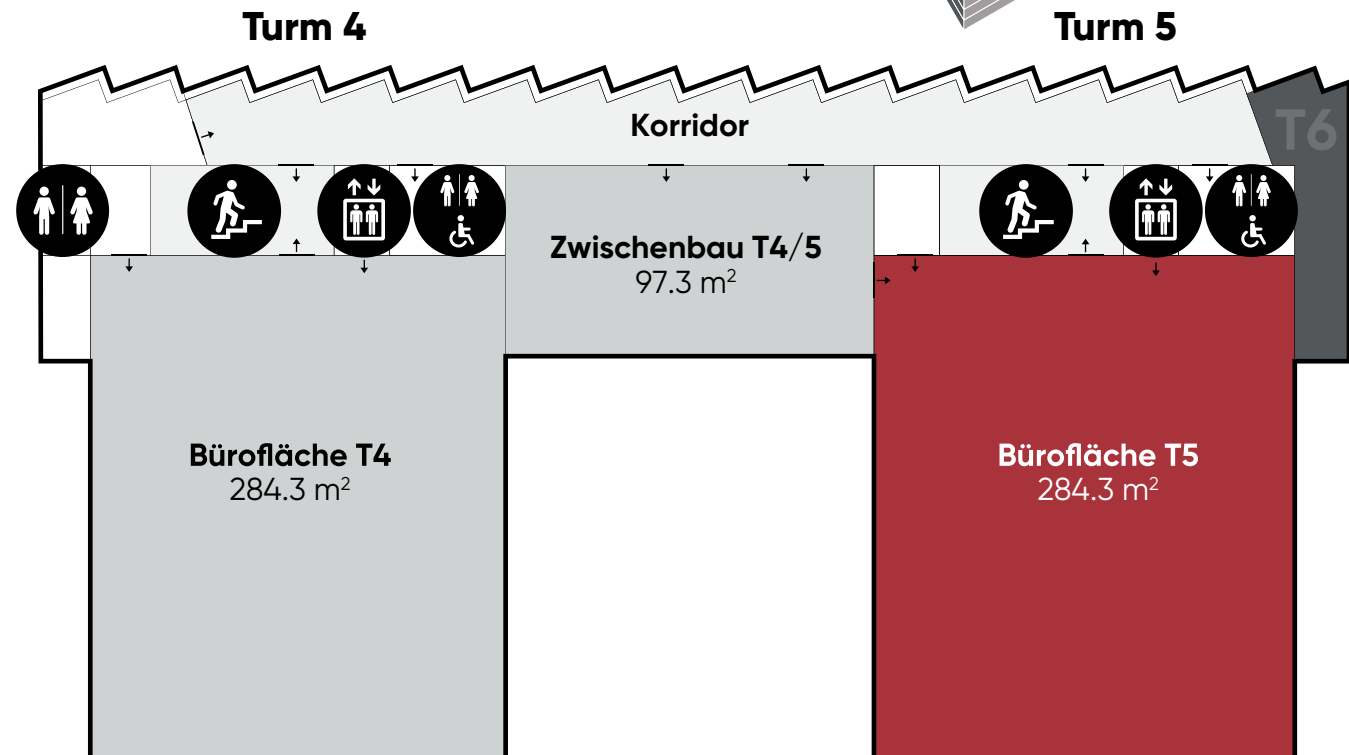 Turm 4
Turm 5
Korridor
T6
Zwischenbau T4/5
97.3 m²
Bürofläche T4
284.3 m²
Bürofläche T5
284.3 m²